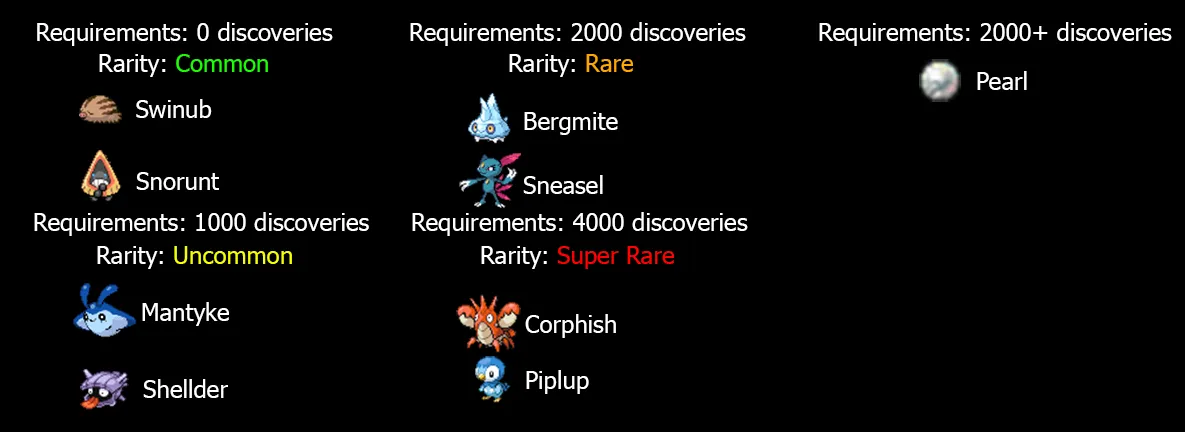 Requirements: 0 discoveries
Rarity: Common
Swinub
Snorunt
Requirements: 1000 discoveries
Rarity: Uncommon
Mantyke
Shellder
Requirements: 2000 discoveries
Rarity: Rare
Bergmite
Sneasel
Requirements: 4000 discoveries
Rarity: Super Rare
Corphish
Piplup
Requirements: 2000+ discoveries
Pearl